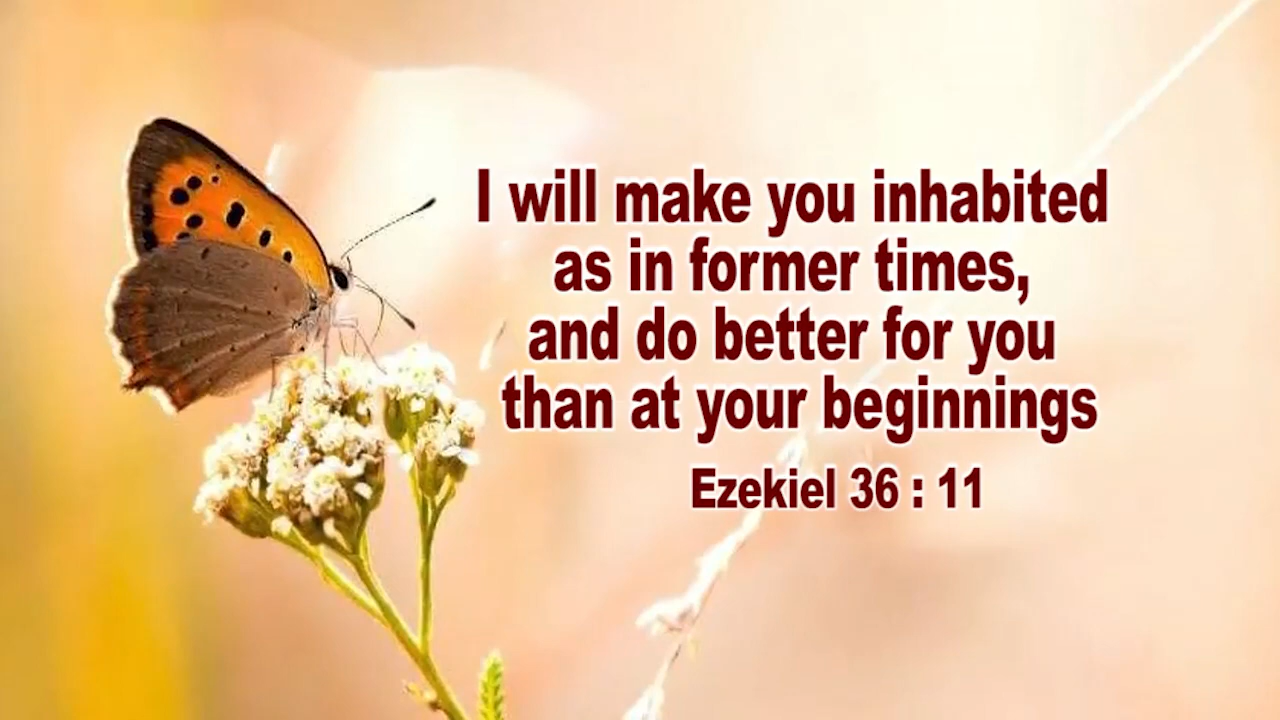 I will make you inhabited
as in former times,
and do better for you
than at your beginnings
Ezekiel 36 : 11